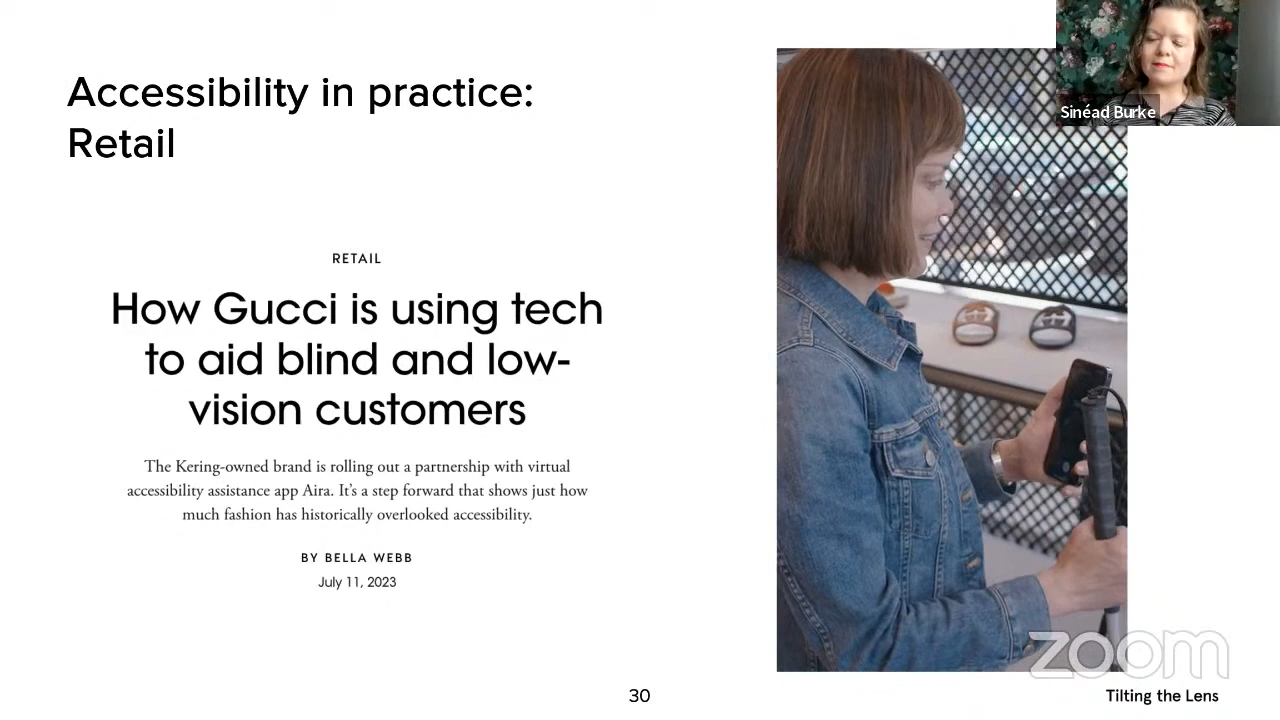 Accessibility in practice:
Retail
Sinéad Burke
RETAIL
How Gucci is using tech
to aid blind and low-
vision customers
The Kering-owned brand is rolling out a partnership with virtual
accessibility assistance app Aira. It’s a step forward that shows just how
much fashion has historically overlooked accessibility.
BY BELLA WEBB
July 11, 2023
zoom
30
Tilting the Lens